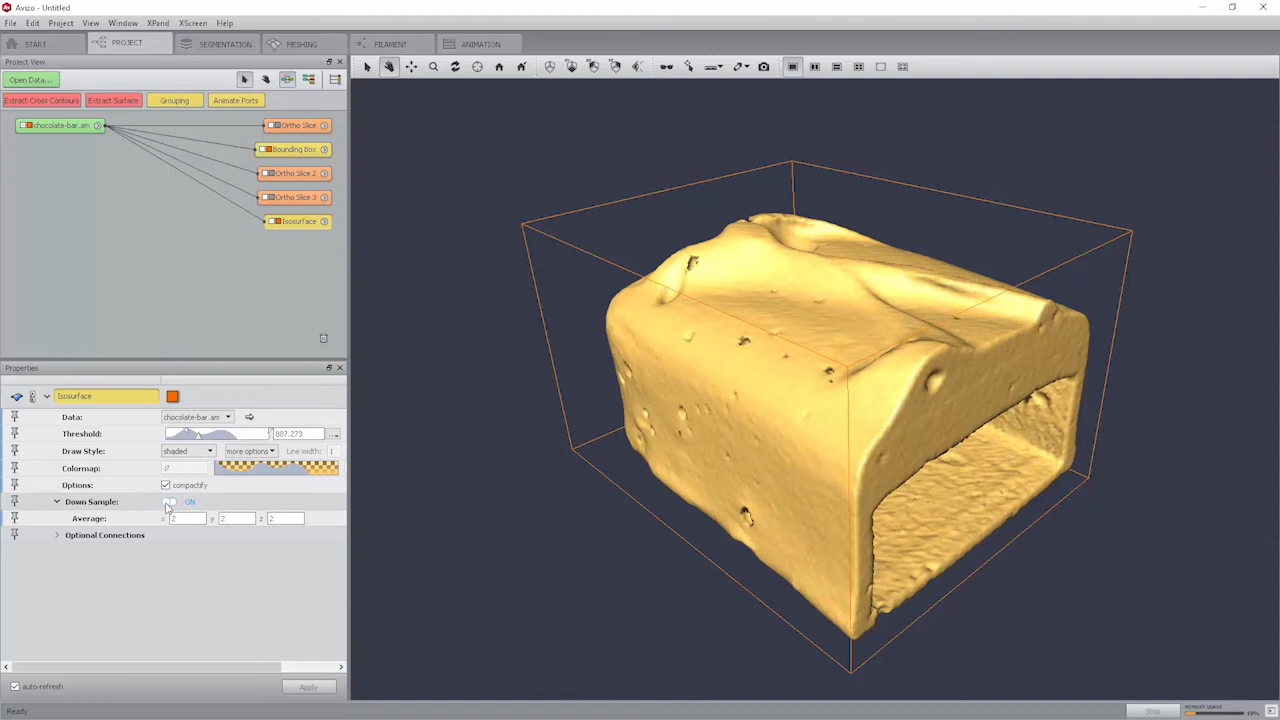 Avizo - Untitled
File Edit Project View Window XPand XScreen Help
START PROJECT SEGMENTATION MESHING FILAMENT ANIMATION
Project View
Open Data...
Extract Cross Contours Extract Surface Grouping Animate Ports
chocolate-bar.am Ortho Slice
Bounding Box
Ortho Slice 2
Ortho Slice 3
Isosurface
Properties
Isosurface
Data: chocolate-bar.am
Threshold: 887.273 ...
Draw Style: shaded more options Line width: 1
Colormap: 0
Options: compactify
Down Sample: ON
Average: x 2 y 2 z 2
Optional Connections
auto-refresh Apply
Ready Stop MEMORY USAGE 19%